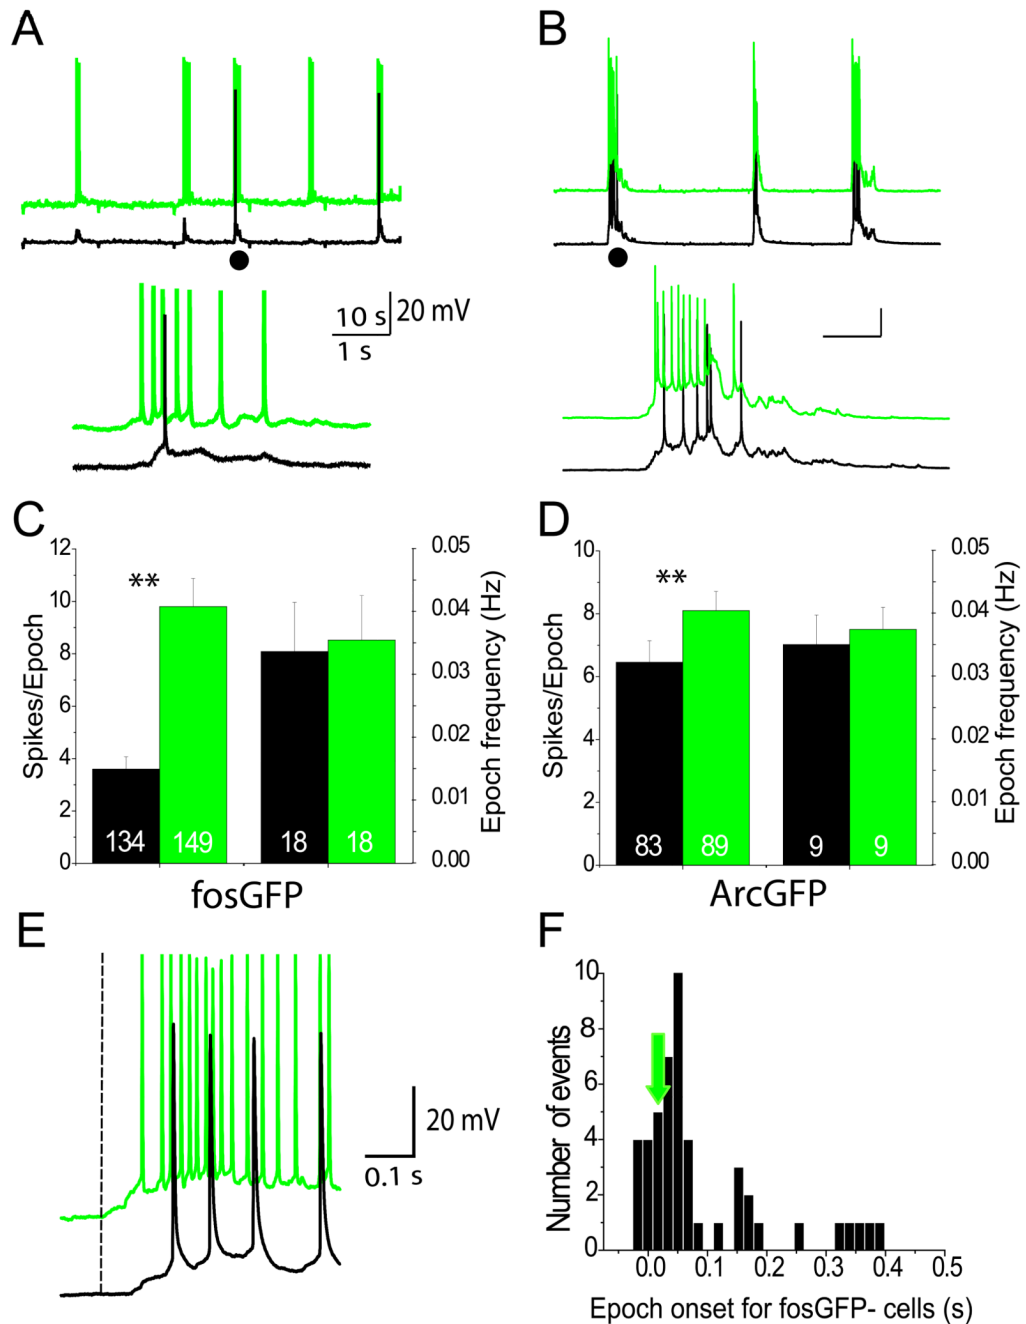 A
B
10 s
20 mV
1 s
C
D
12
10
8
6
4
2
0
Spikes/Epoch
**
134
149
18
18
0.05
0.04
0.03
0.02
0.01
0.00
Epoch frequency (Hz)
fosGFP
10
8
6
4
2
0
Spikes/Epoch
**
83
89
9
9
0.05
0.04
0.03
0.02
0.01
0.00
Epoch frequency (Hz)
ArcGFP
E
20 mV
0.1 s
F
10
8
6
4
2
0
Number of events
0.0 0.1 0.2 0.3 0.4 0.5
Epoch onset for fosGFP- cells (s)